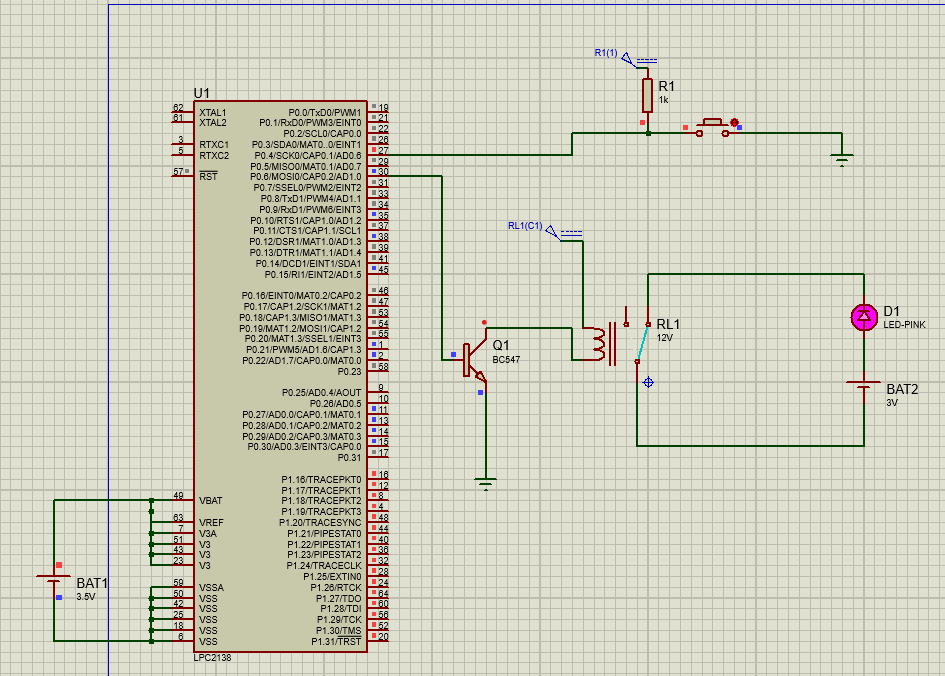 R1(1)
R1
1k
U1
62 XTAL1
61 XTAL2
3 RTXC1
5 RTXC2
57 RST
P0.0/TxD0/PWM1 19
P0.1/RxD0/PWM3/EINT0 21
P0.2/SCL0/CAP0.0 22
P0.3/SDA0/MAT0..0/EINT1 26
P0.4/SCK0/CAP0.1/AD0.6 27
P0.5/MISO0/MAT0.1/AD0.7 29
P0.6/MOSI0/CAP0.2/AD1.0 30
P0.7/SSEL0/PWM2/EINT2 31
P0.8/TxD1/PWM4/AD1.1 33
P0.9/RxD1/PWM6/EINT3 34
P0.10/RTS1/CAP1.0/AD1.2 35
P0.11/CTS1/CAP1.1/SCL1 37
P0.12/DSR1/MAT1.0/AD1.3 38
P0.13/DTR1/MAT1.1/AD1.4 39
P0.14/DCD1/EINT1/SDA1 41
P0.15/RI1/EINT2/AD1.5 45
P0.16/EINT0/MAT0.2/CAP0.2 46
P0.17/CAP1.2/SCK1/MAT1.2 47
P0.18/CAP1.3/MISO1/MAT1.3 53
P0.19/MAT1.2/MOSI1/CAP1.2 54
P0.20/MAT1.3/SSEL1/EINT3 55
P0.21/PWM5/AD1.6/CAP1.3 1
P0.22/AD1.7/CAP0.0/MAT0.0 2
P0.23 58
P0.25/AD0.4/AOUT 9
P0.26/AD0.5 10
P0.27/AD0.0/CAP0.1/MAT0.1 11
P0.28/AD0.1/CAP0.2/MAT0.2 13
P0.29/AD0.2/CAP0.3/MAT0.3 14
P0.30/AD0.3/EINT3/CAP0.0 15
P0.31 17
P1.16/TRACEPKT0 16
P1.17/TRACEPKT1 12
P1.18/TRACEPKT2 8
P1.19/TRACEPKT3 4
P1.20/TRACESYNC 48
P1.21/PIPESTAT0 44
P1.22/PIPESTAT1 40
P1.23/PIPESTAT2 36
P1.24/TRACECLK 32
P1.25/EXTIN0 28
P1.26/RTCK 24
P1.27/TDO 64
P1.28/TDI 60
P1.29/TCK 56
P1.30/TMS 52
P1.31/TRST 20
49 VBAT
63 VREF
7 V3A
51 V3
43 V3
23 V3
59 VSSA
50 VSS
42 VSS
25 VSS
18 VSS
6 VSS
LPC2138
BAT1
3.5V
RL1(C1)
Q1
BC547
RL1
12V
D1
LED-PINK
BAT2
3V